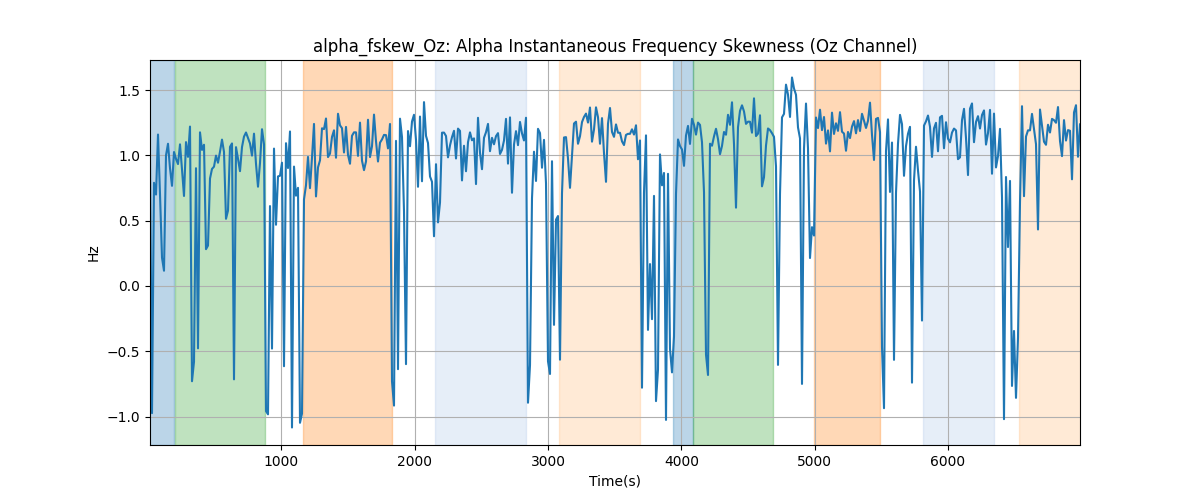 alpha_fskew_Oz: Alpha Instantaneous Frequency Skewness (Oz Channel)
1.5
1.0
0.5
0.0
−0.5
−1.0
Hz
1000 2000 3000 4000 5000 6000
Time(s)